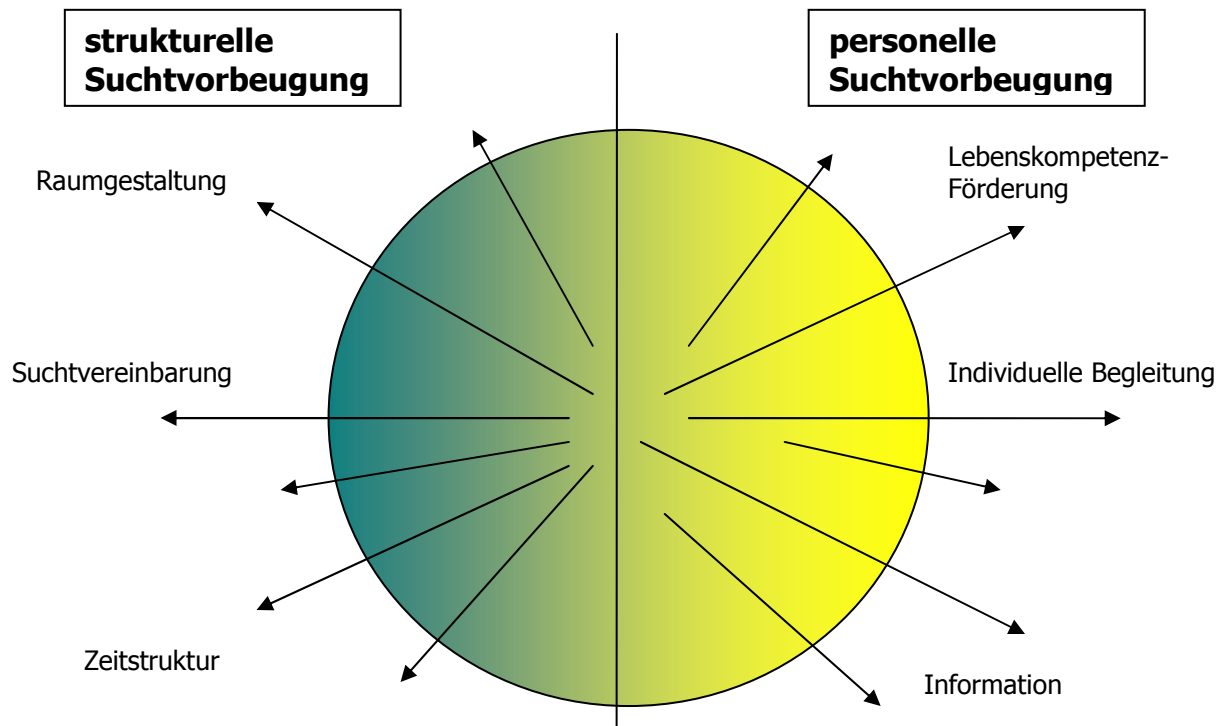 strukturelle
Suchtvorbeugung
personelle
Suchtvorbeugung
Raumgestaltung
Lebenskompetenz-
Förderung
Suchtvereinbarung
Individuelle Begleitung
Zeitstruktur
Information